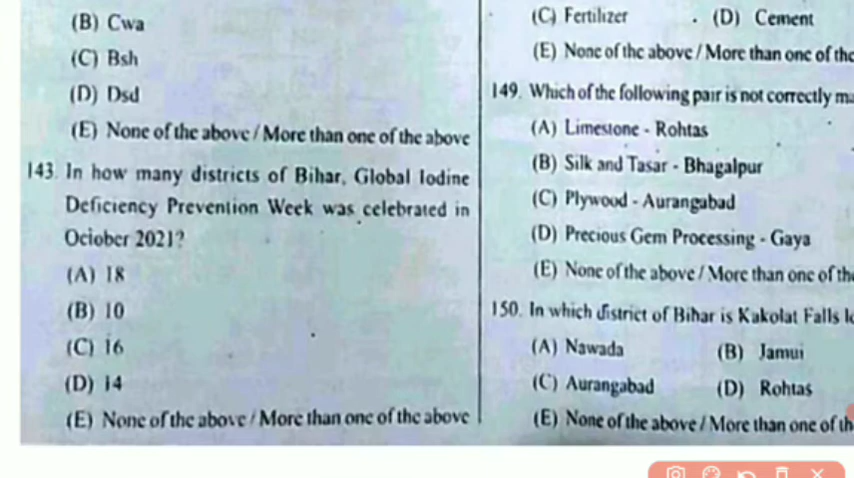 (B) Cwa
(C) Bsh
(D) Dsd
(E) None of the above / More than one of the above
143. In how many districts of Bihar, Global Iodine
Deficiency Prevention Week was celebrated in
October 2021?
(A) 18
(B) 10
(C) 16
(D) 14
(E) None of the above / More than one of the above
(C) Fertilizer (D) Cement
(E) None of the above / More than one of the
149. Which of the following pair is not correctly
(A) Limestone - Rohtas
(B) Silk and Tasar - Bhagalpur
(C) Plywood - Aurangabad
(D) Precious Gem Processing - Gaya
(E) None of the above / More than one of
150. In which district of Bihar is Kakolat Falls
(A) Nawada (B) Jamui
(C) Aurangabad (D) Rohtas
(E) None of the above / More than one of